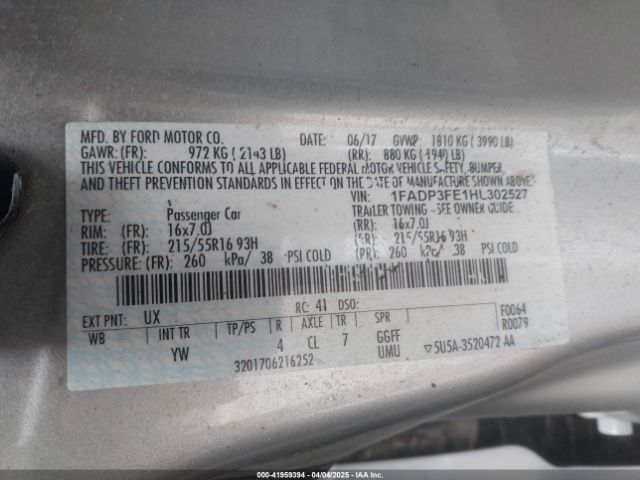 MFD. BY FORD MOTOR CO. DATE: 06/17 GVWR: 1810 KG ( 3990 LB)
GAWR: (FR): 972 KG ( 2143 LB) (RR): 880 KG ( 1940 LB)
THIS VEHICLE CONFORMS TO ALL APPLICABLE FEDERAL MOTOR VEHICLE SAFETY, BUMPER,
AND THEFT PREVENTION STANDARDS IN EFFECT ON THE DATE OF MANUFACTURE SHOWN ABOVE.
VIN: 1FADP3FE1HL302527
TYPE: Passenger Car TRAILER TOWING - SEE OWNER GUIDE
RIM: (FR): 16x7.0J (RR): 16x7.0J
TIRE: (FR): 215/55R16 93H (RR): 215/55R16 93H
PRESSURE: (FR): 260 kPa/ 38 PSI COLD (RR): 260 kPa/ 38 PSI COLD
EXT PNT: UX RC: 41 DSO: F0064
WB INT TR TP/PS R AXLE TR SPR R0079
YW 4 CL 7 GGFF
UMU 5U5A-3520472 AA
3201706216252
00-41959394 - 04/04/2025 - IAA Inc.